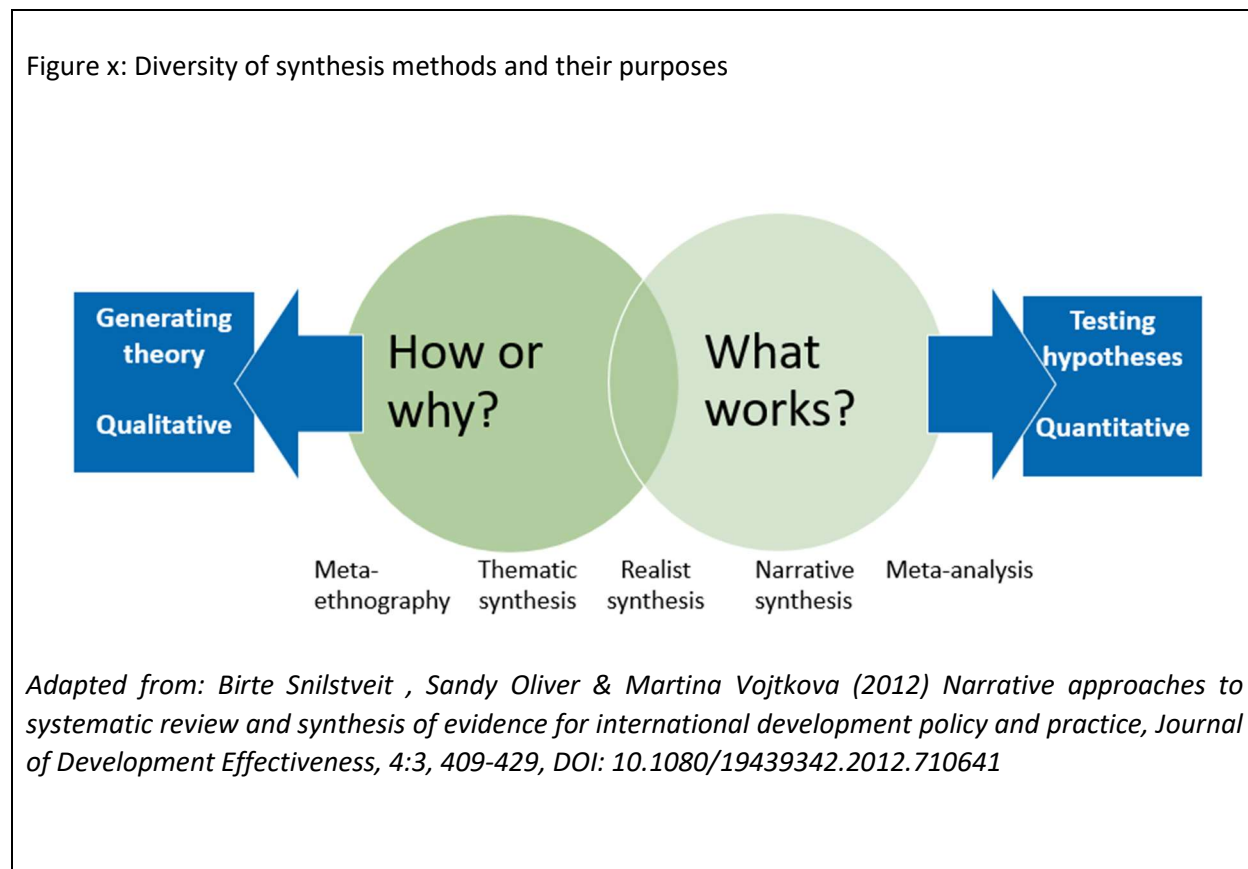 Figure x: Diversity of synthesis methods and their purposes
Generating
theory
Qualitative
How or
why?
What
works?
Testing
hypotheses
Quantitative
Meta-
ethnography
Thematic
synthesis
Realist
synthesis
Narrative
synthesis
Meta-analysis
Adapted from: Birte Snilstveit , Sandy Oliver & Martina Vojtkova (2012) Narrative approaches to
systematic review and synthesis of evidence for international development policy and practice, Journal
of Development Effectiveness, 4:3, 409-429, DOI: 10.1080/19439342.2012.710641